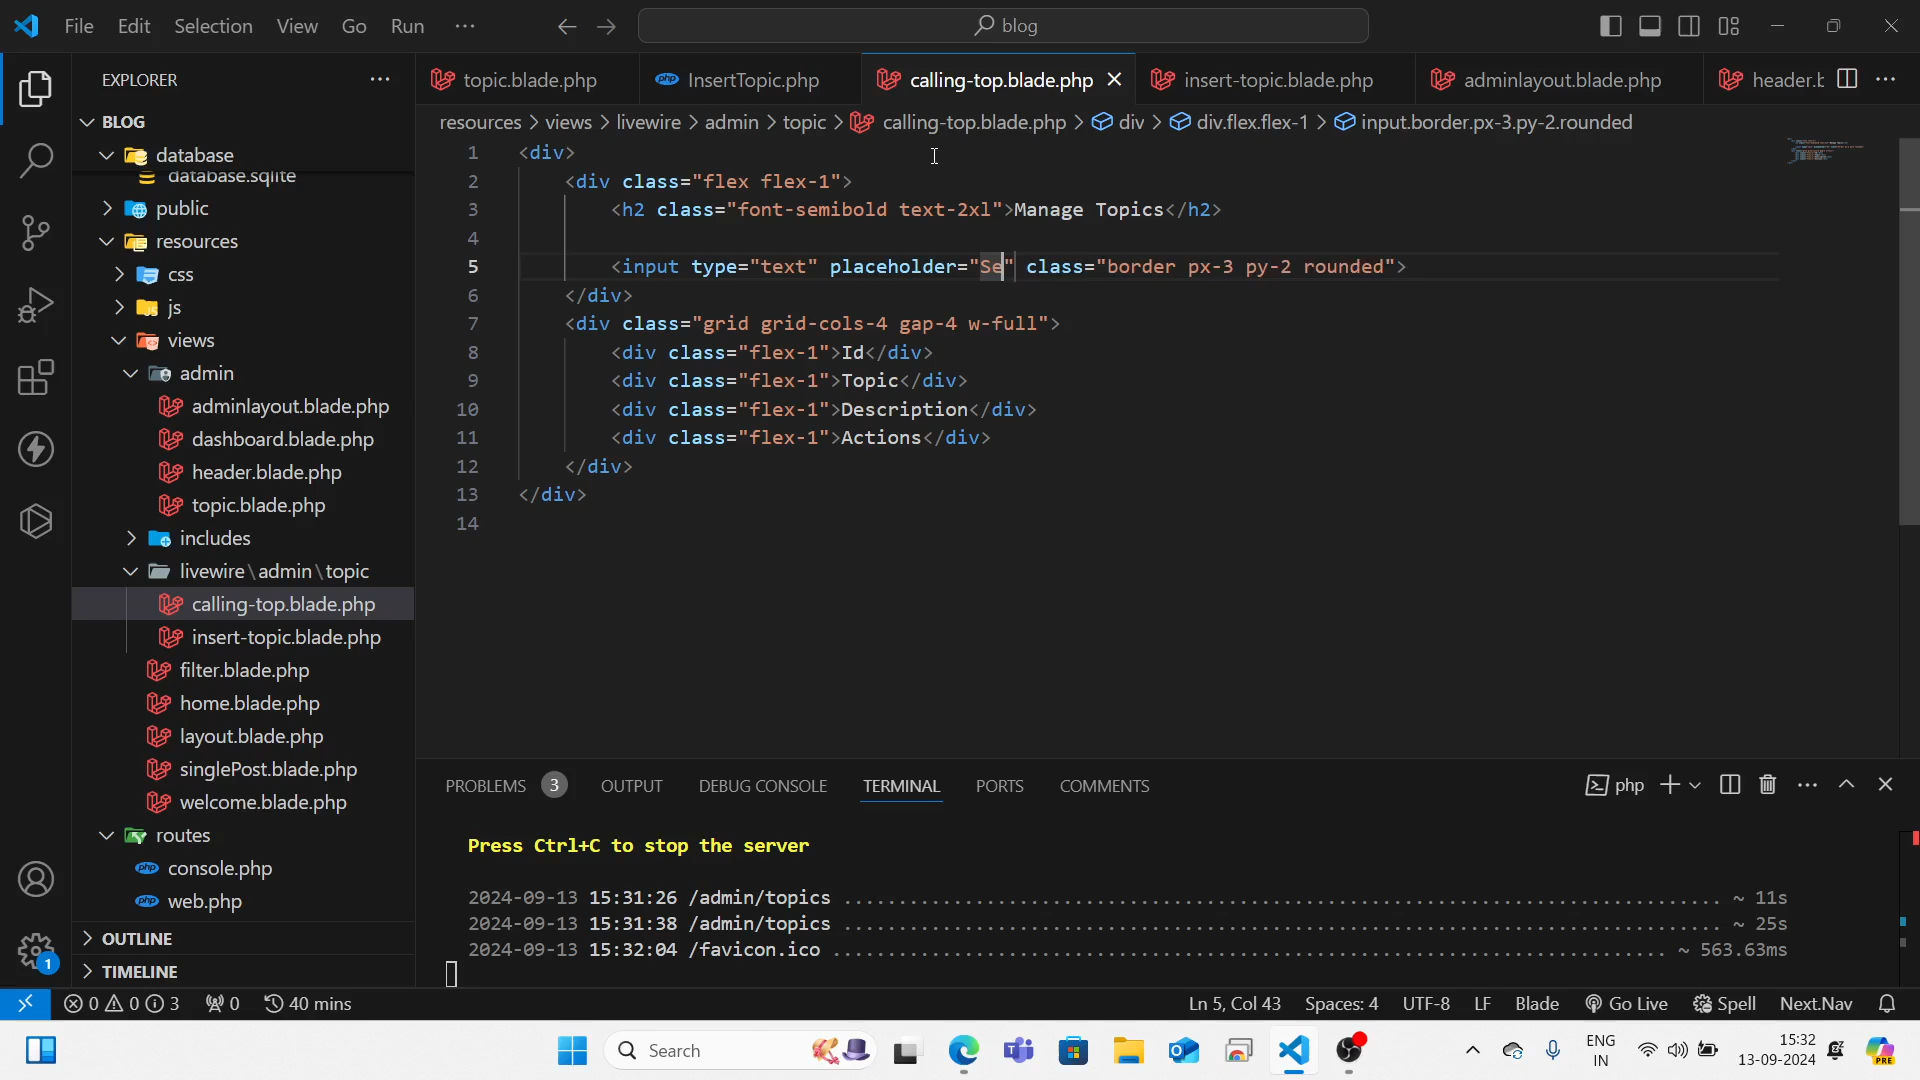 File Edit Selection View Go Run ··· blog
EXPLORER ···
BLOG
database
database.sqlite
public
resources
css
js
views
admin
adminlayout.blade.php
dashboard.blade.php
header.blade.php
topic.blade.php
includes
livewire\admin\topic
calling-top.blade.php
insert-topic.blade.php
filter.blade.php
home.blade.php
layout.blade.php
singlePost.blade.php
welcome.blade.php
routes
console.php
web.php
OUTLINE
TIMELINE
topic.blade.php InsertTopic.php calling-top.blade.php insert-topic.blade.php adminlayout.blade.php header.b
resources > views > livewire > admin > topic > calling-top.blade.php > div > div.flex.flex-1 > input.border.px-3.py-2.rounded
1 <div>
2 <div class="flex flex-1">
3 <h2 class="font-semibold text-2xl">Manage Topics</h2>
4
5 <input type="text" placeholder="Se" class="border px-3 py-2 rounded">
6 </div>
7 <div class="grid grid-cols-4 gap-4 w-full">
8 <div class="flex-1">Id</div>
9 <div class="flex-1">Topic</div>
10 <div class="flex-1">Description</div>
11 <div class="flex-1">Actions</div>
12 </div>
13 </div>
14
PROBLEMS 3 OUTPUT DEBUG CONSOLE TERMINAL PORTS COMMENTS php
Press Ctrl+C to stop the server
2024-09-13 15:31:26 /admin/topics ........ ~ 11s
2024-09-13 15:31:38 /admin/topics ........ ~ 25s
2024-09-13 15:32:04 /favicon.ico ........ ~ 563.63ms
1
0 0 3 0 40 mins Ln 5, Col 43 Spaces: 4 UTF-8 LF Blade Go Live Spell Next.Nav
Search ENG IN 15:32 13-09-2024 PRE